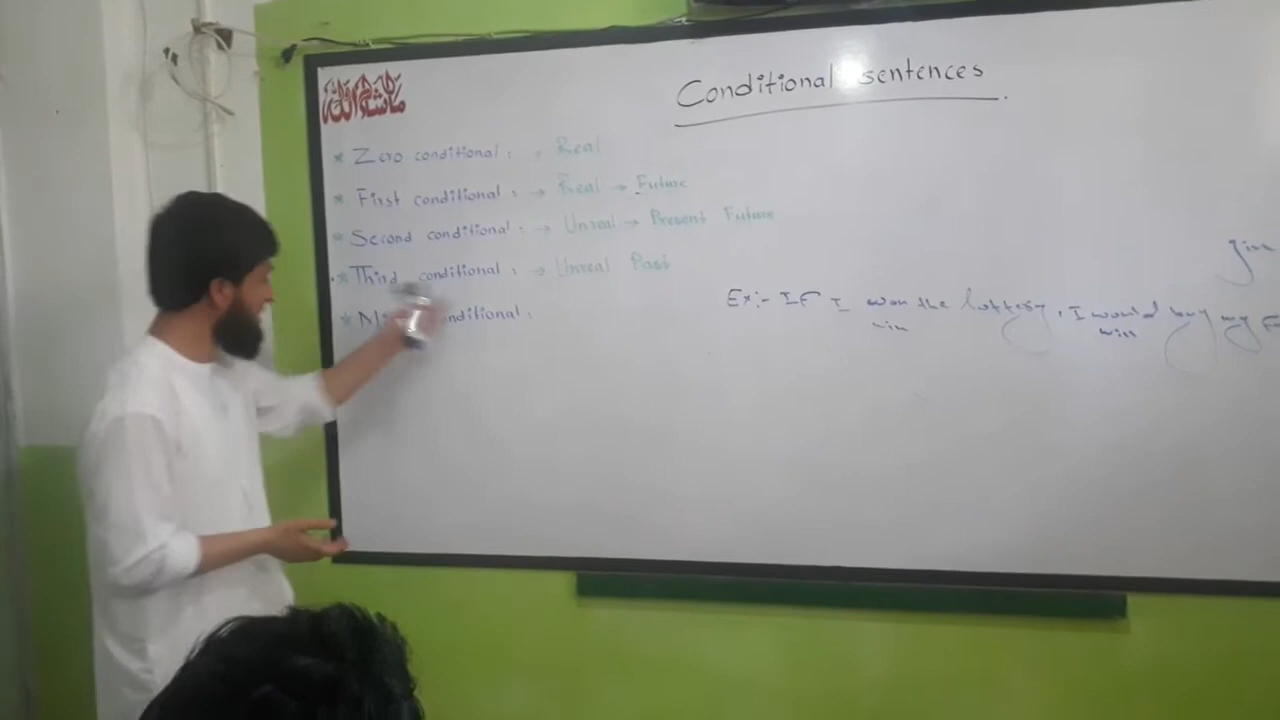 ماشاءالله
Conditional sentences.
* Zero conditional: → Real
* First conditional: → Real → Future
* Second conditional: → Unreal → Present Future
* Third conditional: → Unreal Past
* conditional:
Ex:- IF I won the lottery, I would buy my
win will